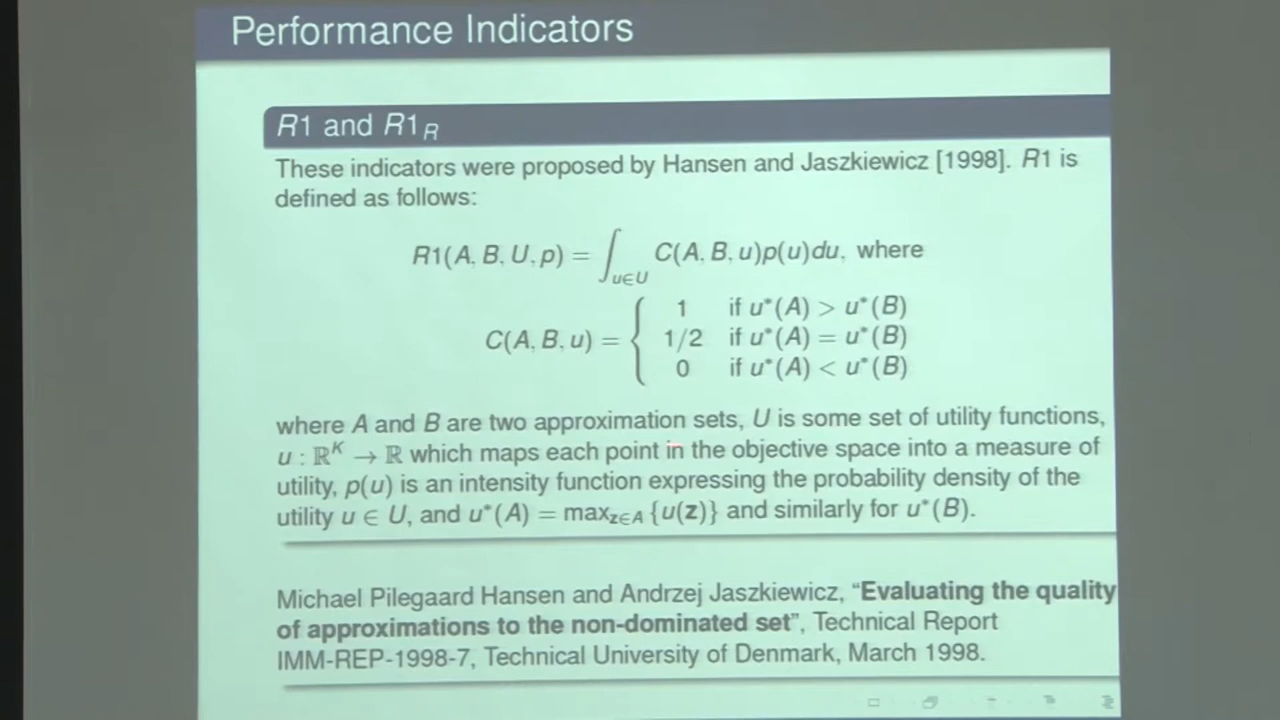 Performance Indicators
R1 and R1_R
These indicators were proposed by Hansen and Jaszkiewicz [1998]. R1 is
defined as follows:
R1(A, B, U, p) = ∫_{u∈U} C(A, B, u)p(u)du, where
C(A, B, u) = { 1 if u*(A) > u*(B)
1/2 if u*(A) = u*(B)
0 if u*(A) < u*(B)
where A and B are two approximation sets, U is some set of utility functions,
u : ℝ^K → ℝ which maps each point in the objective space into a measure of
utility, p(u) is an intensity function expressing the probability density of the
utility u ∈ U, and u*(A) = max_{z∈A} {u(z)} and similarly for u*(B).
Michael Pilegaard Hansen and Andrzej Jaszkiewicz, “Evaluating the quality
of approximations to the non-dominated set”, Technical Report
IMM-REP-1998-7, Technical University of Denmark, March 1998.